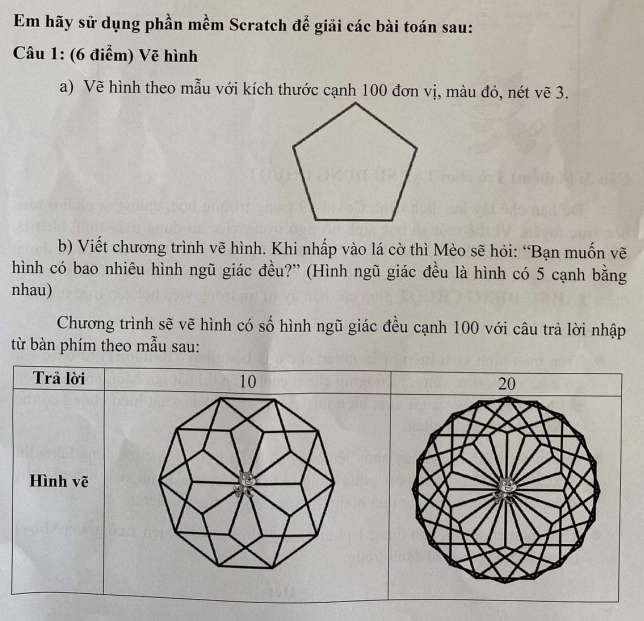 Em hãy sử dụng phần mềm Scratch để giải các bài toán sau:
Câu 1: (6 điểm) Vẽ hình
a) Vẽ hình theo mẫu với kích thước cạnh 100 đơn vị, màu đỏ, nét vẽ 3.
b) Viết chương trình vẽ hình. Khi nhấp vào lá cờ thì Mèo sẽ hỏi: “Bạn muốn vẽ
hình có bao nhiêu hình ngũ giác đều?” (Hình ngũ giác đều là hình có 5 cạnh bằng
nhau)
Chương trình sẽ vẽ hình có số hình ngũ giác đều cạnh 100 với câu trả lời nhập
từ bàn phím theo mẫu sau:
Trả lời 10 20
Hình vẽ